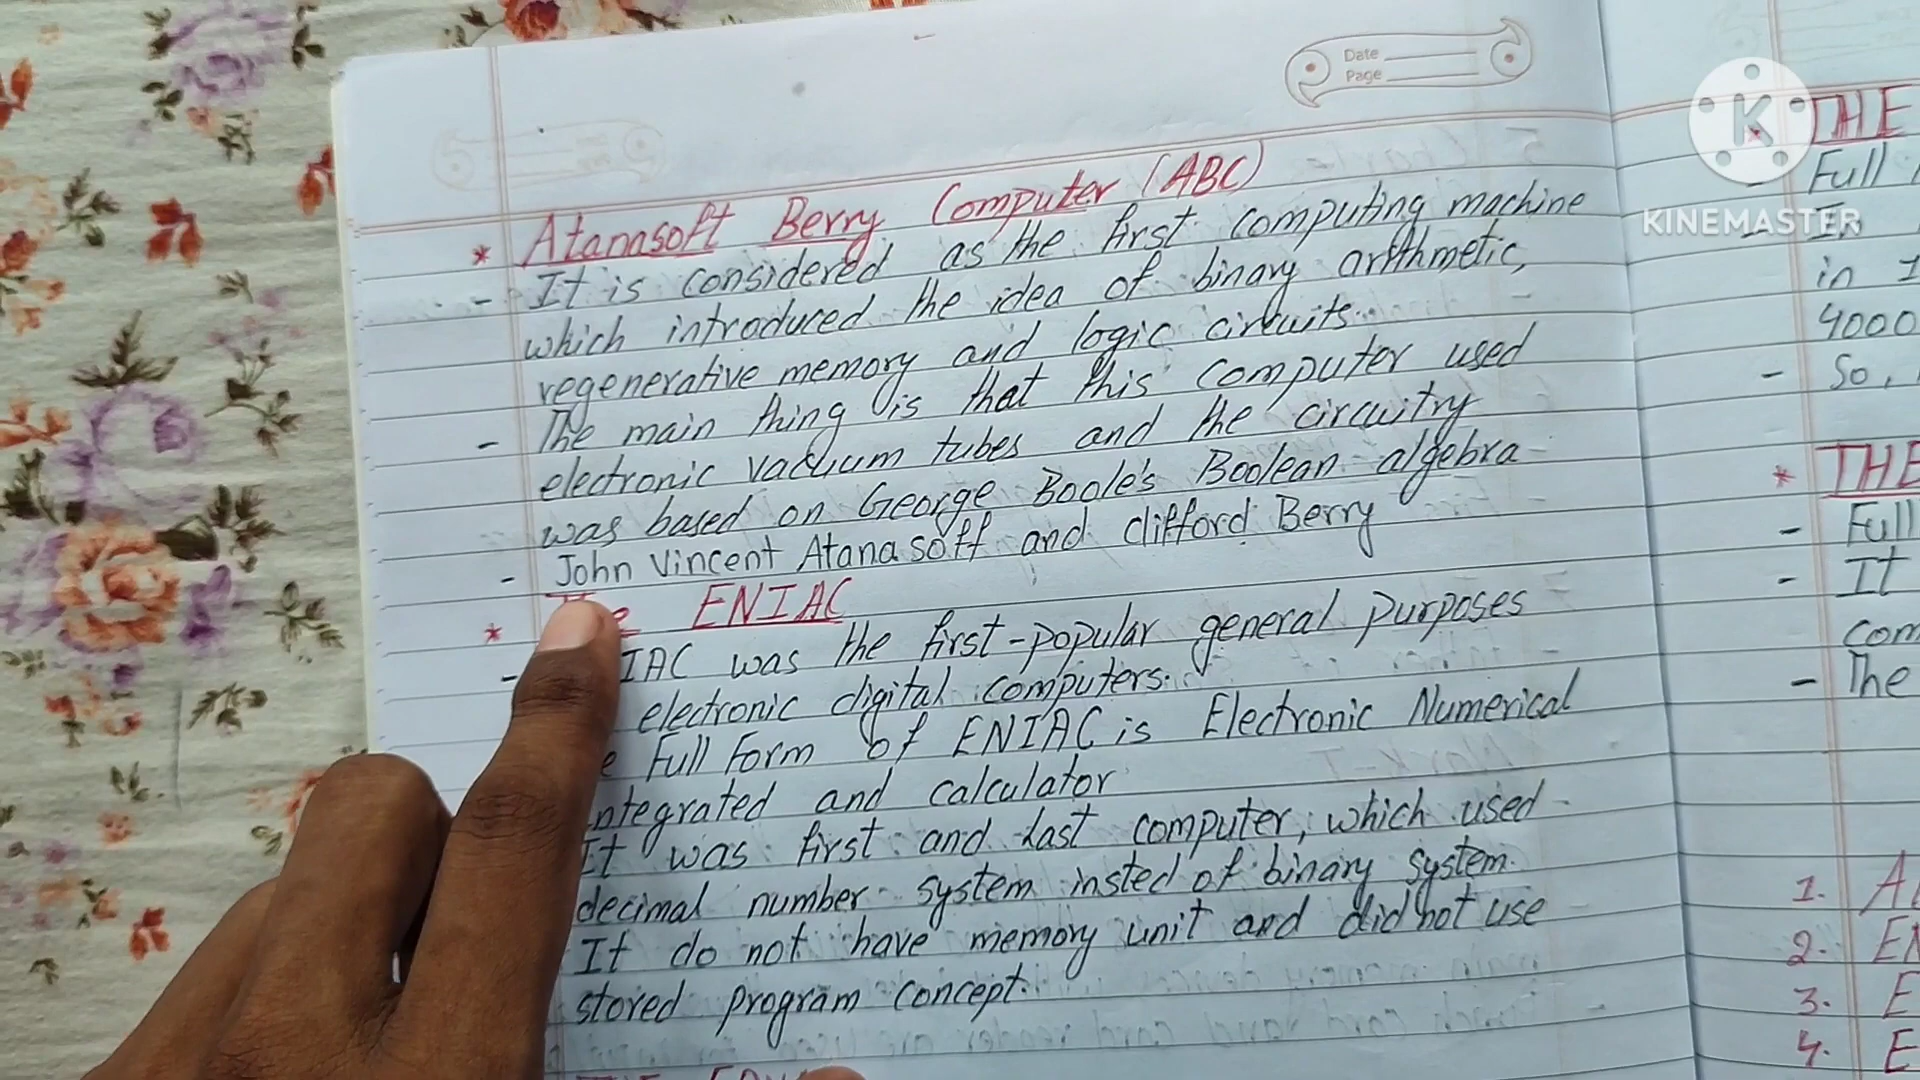 Date
Page
* Atanasoft Berry Computer (ABC)
- It is considered as the first computing machine
which introduced the idea of binary arithmetic,
regenerative memory and logic circuits.
- The main thing is that this computer used
electronic vacuum tubes and the circuitry
was based on George Boole's Boolean algebra
- John Vincent Atanasoff and Clifford Berry
* ENIAC
- IAC was the first-popular general purposes
electronic digital computers.
Full Form of ENIAC is Electronic Numerical
ntegrated and calculator
It was first and last computer, which used
decimal number system insted of binary system.
It do not have memory unit and did not use
stored program concept.
KINEMASTER
THE
- Full
- In
in 1
4000
- So,
* THE
- Full
- It
com
- The
1. A
2. EN
3. E
4. E